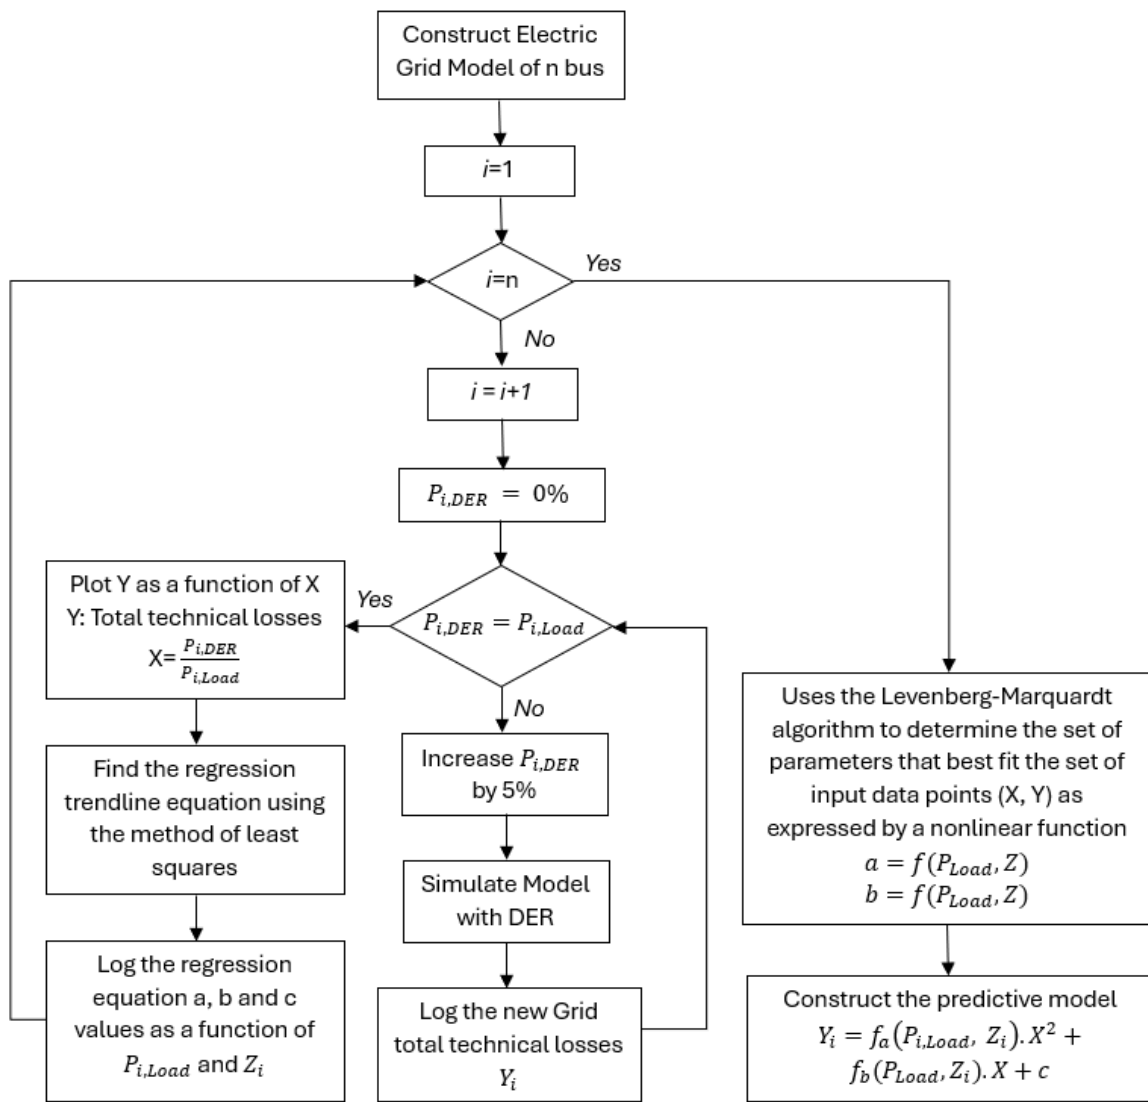 Construct Electric
Grid Model of n bus
i=1
i=n
Yes
No
i = i+1
P_{i,DER} = 0%
P_{i,DER} = P_{i,Load}
Yes
No
Plot Y as a function of X
Y: Total technical losses
X=\frac{P_{i,DER}}{P_{i,Load}}
Find the regression
trendline equation using
the method of least
squares
Log the regression
equation a, b and c
values as a function of
P_{i,Load} and Z_i
Increase P_{i,DER}
by 5%
Simulate Model
with DER
Log the new Grid
total technical losses
Y_i
Uses the Levenberg-Marquardt
algorithm to determine the set of
parameters that best fit the set of
input data points (X, Y) as
expressed by a nonlinear function
a = f(P_{Load}, Z)
b = f(P_{Load}, Z)
Construct the predictive model
Y_i = f_a(P_{i,Load}, Z_i).X^2 +
f_b(P_{Load}, Z_i).X + c